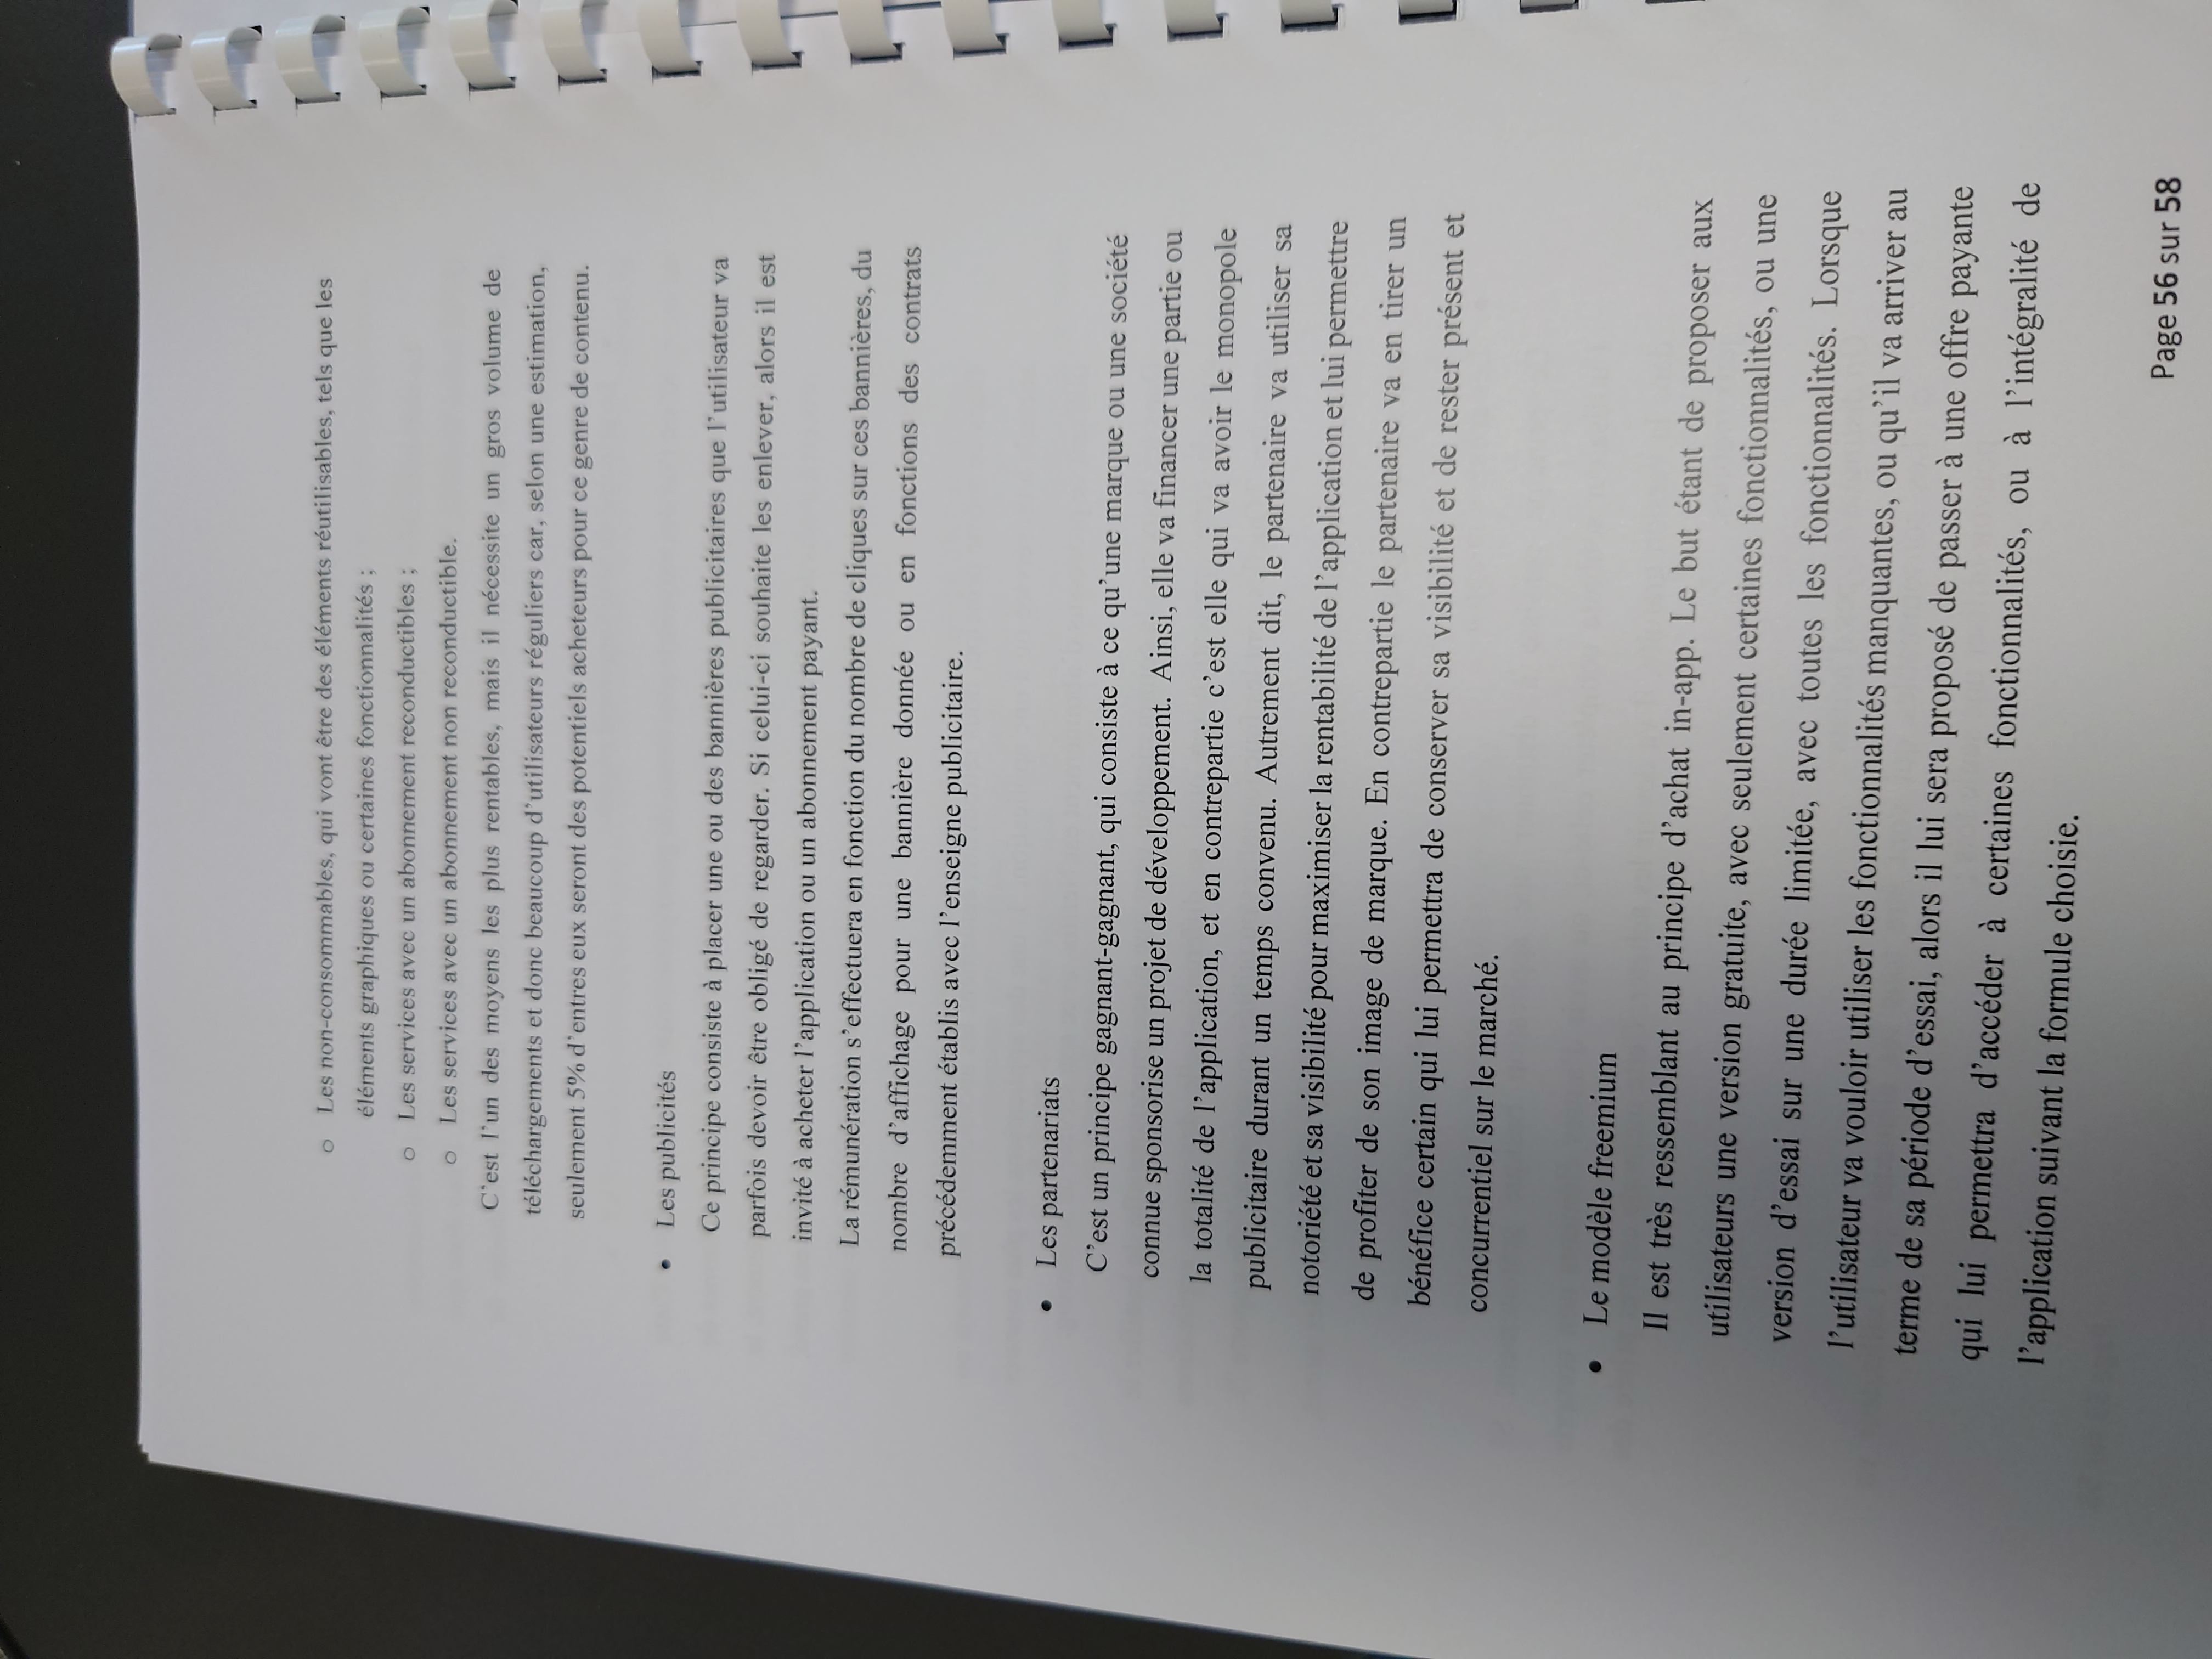 o Les non-consommables, qui vont être des éléments réutilisables, tels que les
éléments graphiques ou certaines fonctionnalités ;
o Les services avec un abonnement reconductibles ;
o Les services avec un abonnement non reconductible.
C'est l'un des moyens les plus rentables, mais il nécessite un gros volume de
téléchargements et donc beaucoup d'utilisateurs réguliers car, selon une estimation,
seulement 5% d'entres eux seront des potentiels acheteurs pour ce genre de contenu.
• Les publicités
Ce principe consiste à placer une ou des bannières publicitaires que l'utilisateur va
parfois devoir être obligé de regarder. Si celui-ci souhaite les enlever, alors il est
invité à acheter l'application ou un abonnement payant.
La rémunération s'effectuera en fonction du nombre de cliques sur ces bannières, du
nombre d'affichage pour une bannière donnée ou en fonctions des contrats
précédemment établis avec l'enseigne publicitaire.
• Les partenariats
C'est un principe gagnant-gagnant, qui consiste à ce qu'une marque ou une société
connue sponsorise un projet de développement. Ainsi, elle va financer une partie ou
la totalité de l'application, et en contrepartie c'est elle qui va avoir le monopole
publicitaire durant un temps convenu. Autrement dit, le partenaire va utiliser sa
notoriété et sa visibilité pour maximiser la rentabilité de l'application et lui permettre
de profiter de son image de marque. En contrepartie le partenaire va en tirer un
bénéfice certain qui lui permettra de conserver sa visibilité et de rester présent et
concurrentiel sur le marché.
• Le modèle freemium
Il est très ressemblant au principe d'achat in-app. Le but étant de proposer aux
utilisateurs une version gratuite, avec seulement certaines fonctionnalités, ou une
version d'essai sur une durée limitée, avec toutes les fonctionnalités. Lorsque
l'utilisateur va vouloir utiliser les fonctionnalités manquantes, ou qu'il va arriver au
terme de sa période d'essai, alors il lui sera proposé de passer à une offre payante
qui lui permettra d'accéder à certaines fonctionnalités, ou à l'intégralité de
l'application suivant la formule choisie.
Page 56 sur 58